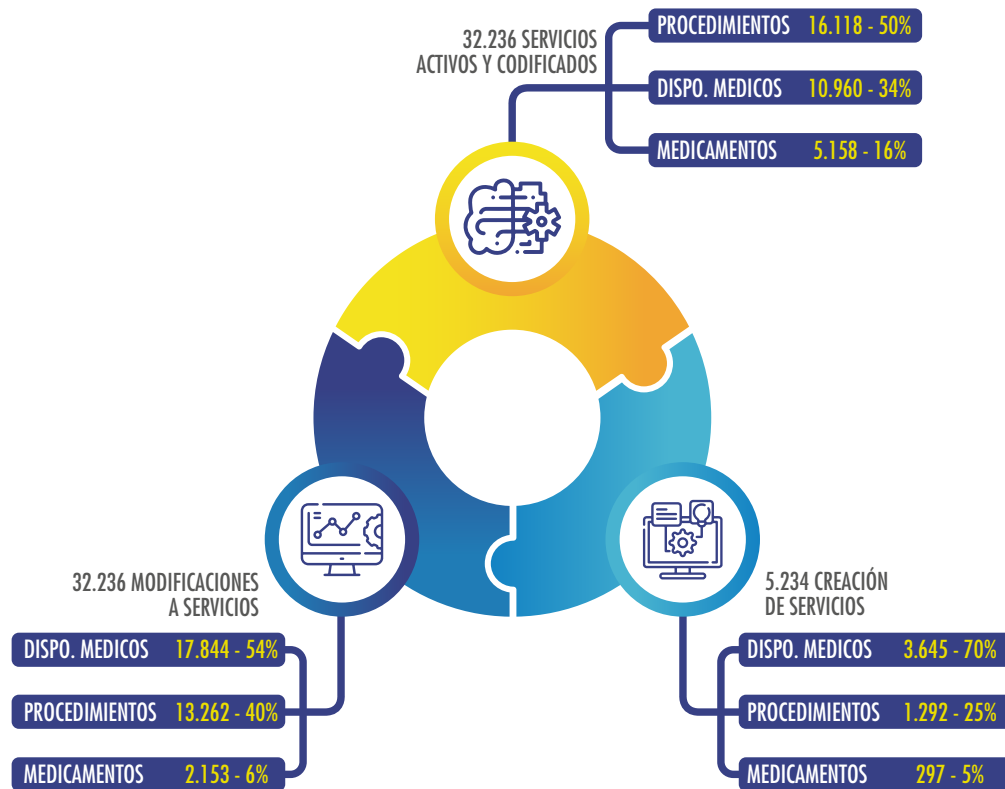 32.236 SERVICIOS
ACTIVOS Y CODIFICADOS
PROCEDIMIENTOS 16.118 - 50%
DISPO. MEDICOS 10.960 - 34%
MEDICAMENTOS 5.158 - 16%
32.236 MODIFICACIONES
A SERVICIOS
DISPO. MEDICOS 17.844 - 54%
PROCEDIMIENTOS 13.262 - 40%
MEDICAMENTOS 2.153 - 6%
5.234 CREACIÓN
DE SERVICIOS
DISPO. MEDICOS 3.645 - 70%
PROCEDIMIENTOS 1.292 - 25%
MEDICAMENTOS 297 - 5%